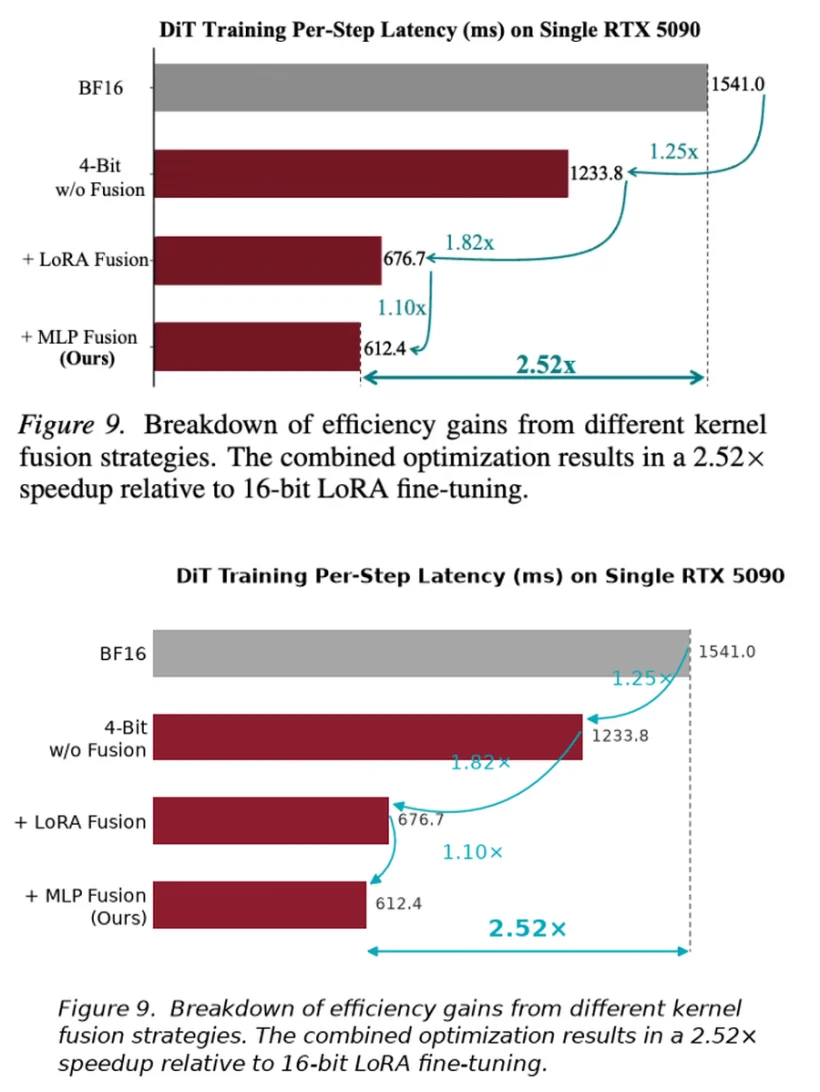 DiT Training Per-Step Latency (ms) on Single RTX 5090
BF16
1541.0
1.25x
4-Bit
w/o Fusion
1233.8
1.82x
+ LoRA Fusion
676.7
1.10x
+ MLP Fusion
(Ours)
612.4
2.52x
Figure 9. Breakdown of efficiency gains from different kernel
fusion strategies. The combined optimization results in a 2.52×
speedup relative to 16-bit LoRA fine-tuning.
DiT Training Per-Step Latency (ms) on Single RTX 5090
BF16
1541.0
1.25×
4-Bit
w/o Fusion
1233.8
1.82×
+ LoRA Fusion
676.7
1.10×
+ MLP Fusion
(Ours)
612.4
2.52×
Figure 9. Breakdown of efficiency gains from different kernel
fusion strategies. The combined optimization results in a 2.52×
speedup relative to 16-bit LoRA fine-tuning.